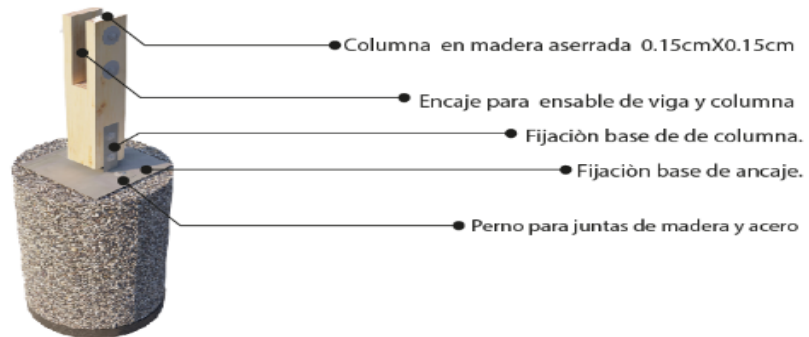 Columna en madera aserrada 0.15cmX0.15cm
Encaje para ensable de viga y columna
Fijaciòn base de de columna.
Fijaciòn base de ancaje.
Perno para juntas de madera y acero